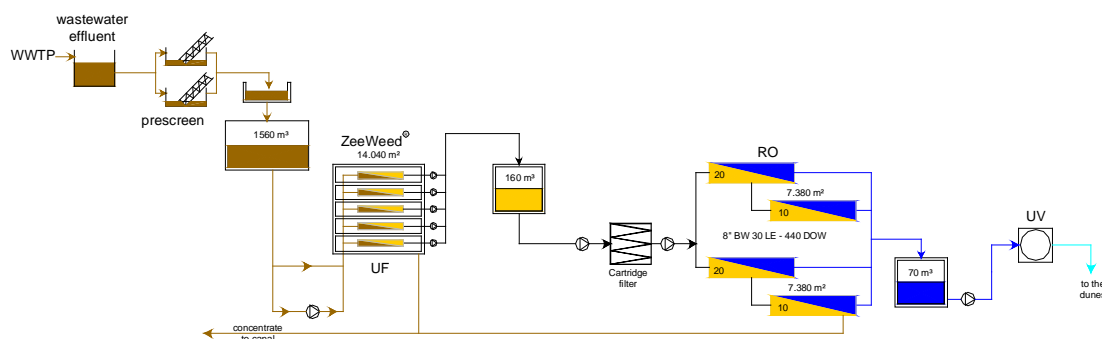 wastewater
effluent
WWTP
prescreen
1560 m³
ZeeWeed®
14.040 m²
UF
160 m³
Cartridge
filter
RO
20
7.380 m²
10
8" BW 30 LE - 440 DOW
20
7.380 m²
10
70 m³
UV
to the
dunes
concentrate
to canal